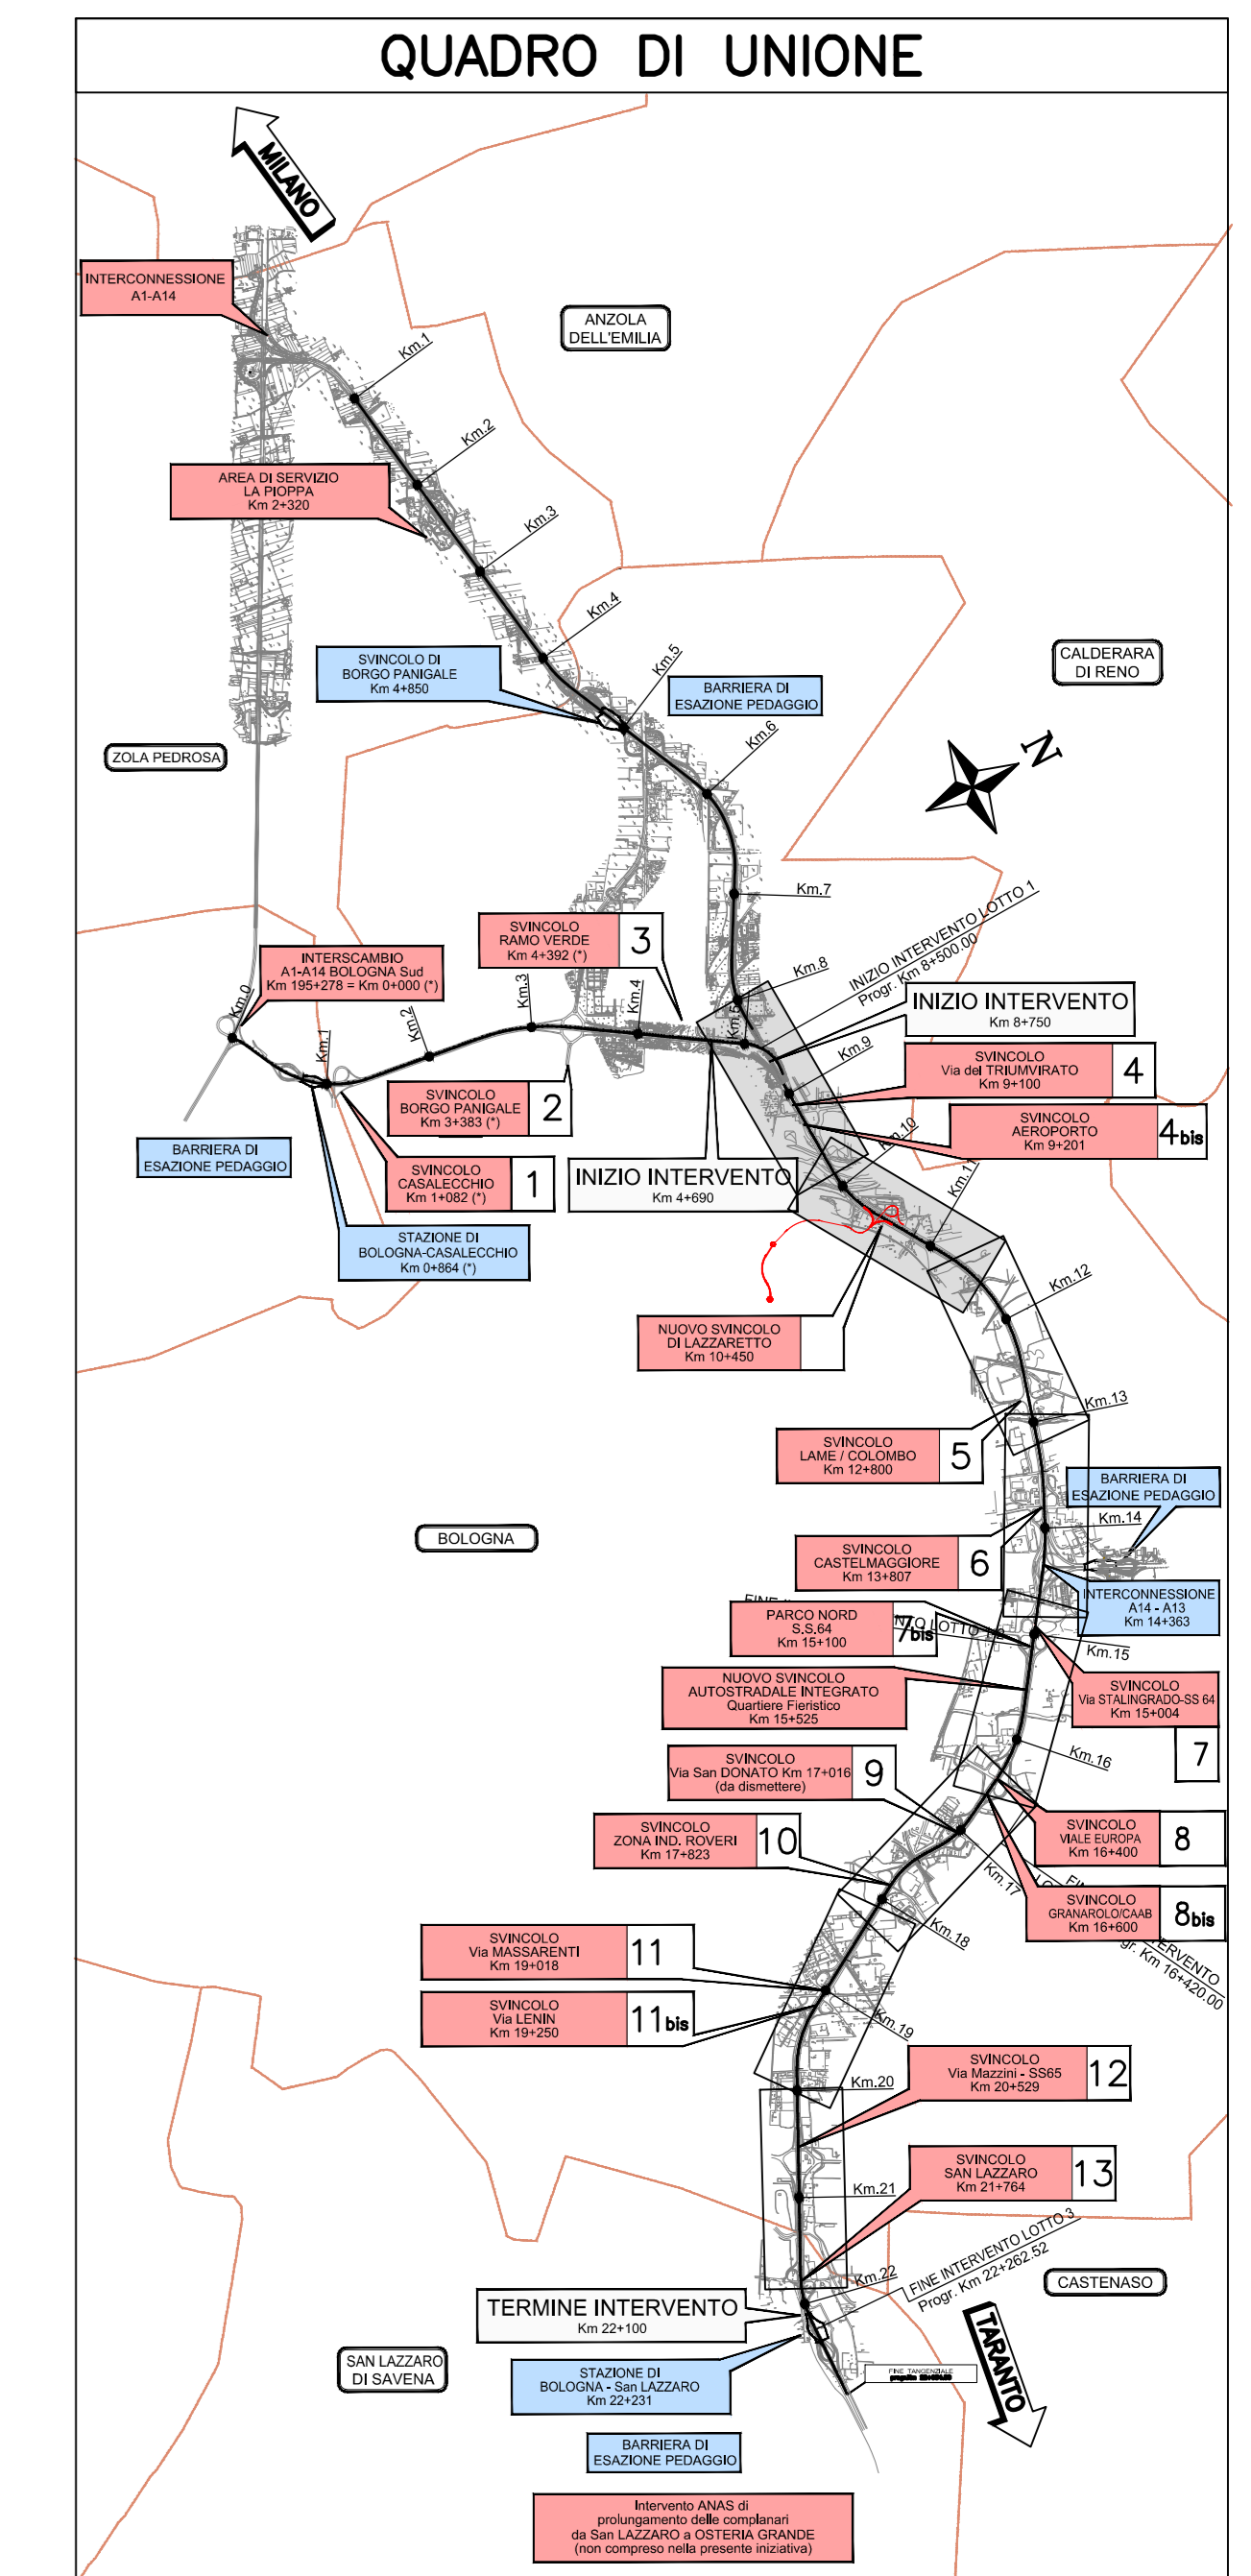 QUADRO DI UNIONE
MILANO
INTERCONNESSIONE
A1-A14
ANZOLA
DELL'EMILIA
Km.1
Km.2
AREA DI SERVIZIO
LA PIOPPA
Km 2+320
Km.3
Km.4
SVINCOLO DI
BORGO PANIGALE
Km 4+850
Km.5
BARRIERA DI
ESAZIONE PEDAGGIO
CALDERARA
DI RENO
Km.6
ZOLA PEDROSA
N
Km.7
INIZIO INTERVENTO LOTTO 1
Progr. Km 8+500.00
SVINCOLO
RAMO VERDE
Km 4+392 (*)
3
INTERSCAMBIO
A1-A14 BOLOGNA Sud
Km 195+278 = Km 0+000 (*)
Km.0
Km.1
Km.2
Km.3
Km.4
Km.5
Km.8
INIZIO INTERVENTO
Km 8+750
Km.9
SVINCOLO
Via del TRIUMVIRATO
Km 9+100
4
SVINCOLO
BORGO PANIGALE
Km 3+383 (*)
2
SVINCOLO
AEROPORTO
Km 9+201
4bis
Km.10
BARRIERA DI
ESAZIONE PEDAGGIO
SVINCOLO
CASALECCHIO
Km 1+082 (*)
1
INIZIO INTERVENTO
Km 4+690
Km.11
STAZIONE DI
BOLOGNA-CASALECCHIO
Km 0+864 (*)
Km.12
NUOVO SVINCOLO
DI LAZZARETTO
Km 10+450
Km.13
SVINCOLO
LAME / COLOMBO
Km 12+800
5
BARRIERA DI
ESAZIONE PEDAGGIO
Km.14
BOLOGNA
SVINCOLO
CASTELMAGGIORE
Km 13+807
6
INTERCONNESSIONE
A14 - A13
Km 14+363
PARCO NORD
S.S.64
Km 15+100
7bis
LOTTO
Km.15
NUOVO SVINCOLO
AUTOSTRADALE INTEGRATO
Quartiere Fieristico
Km 15+525
SVINCOLO
Via STALINGRADO-SS 64
Km 15+004
7
Km.16
SVINCOLO
Via San DONATO Km 17+016
(da dismettere)
9
SVINCOLO
ZONA IND. ROVERI
Km 17+823
10
SVINCOLO
VIALE EUROPA
Km 16+400
8
Km.17
SVINCOLO
GRANAROLO/CAAB
Km 16+600
8bis
Km 16+420.00
Km.18
SVINCOLO
Via MASSARENTI
Km 19+018
11
SVINCOLO
Via LENIN
Km 19+250
11bis
Km.19
SVINCOLO
Via Mazzini - SS65
Km 20+529
12
Km.20
SVINCOLO
SAN LAZZARO
Km 21+764
13
Km.21
FINE INTERVENTO LOTTO 3
Progr. Km 22+262.52
Km.22
CASTENASO
TERMINE INTERVENTO
Km 22+100
TARANTO
SAN LAZZARO
DI SAVENA
STAZIONE DI
BOLOGNA - San LAZZARO
Km 22+231
FINE TANGENZIALE
BARRIERA DI
ESAZIONE PEDAGGIO
Intervento ANAS di
prolungamento delle complanari
da San LAZZARO a OSTERIA GRANDE
(non compreso nella presente iniziativa)